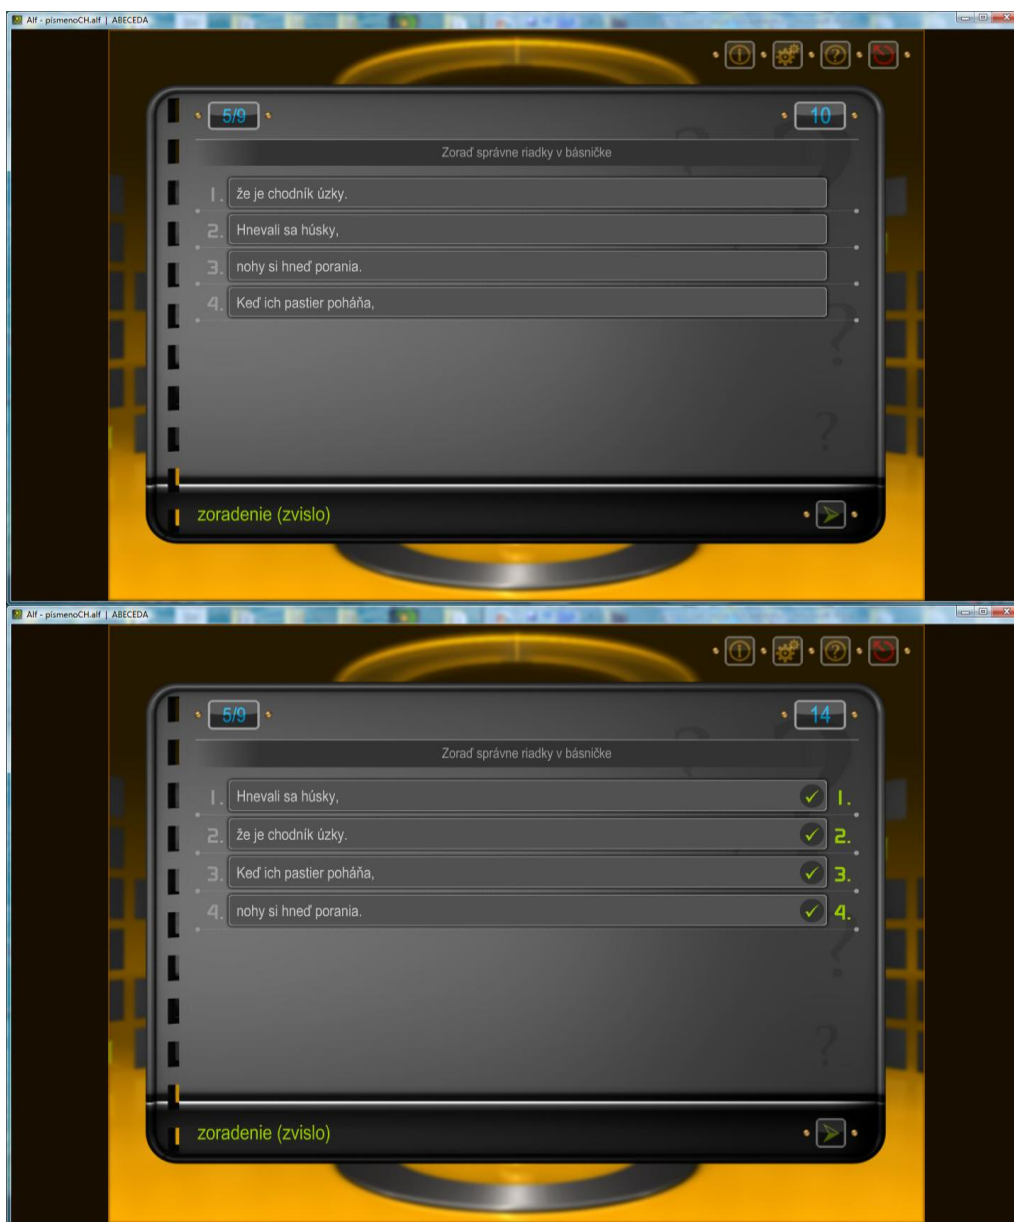 Alf - písmenoCH.alf | ABECEDA
5/9
10
Zoraď správne riadky v básničke
1. že je chodník úzky.
2. Hnevali sa húsky,
3. nohy si hneď porania.
4. Keď ich pastier poháňa,
zoradenie (zvislo)
Alf - písmenoCH.alf | ABECEDA
5/9
14
Zoraď správne riadky v básničke
1. Hnevali sa húsky, 1.
2. že je chodník úzky. 2.
3. Keď ich pastier poháňa, 3.
4. nohy si hneď porania. 4.
zoradenie (zvislo)